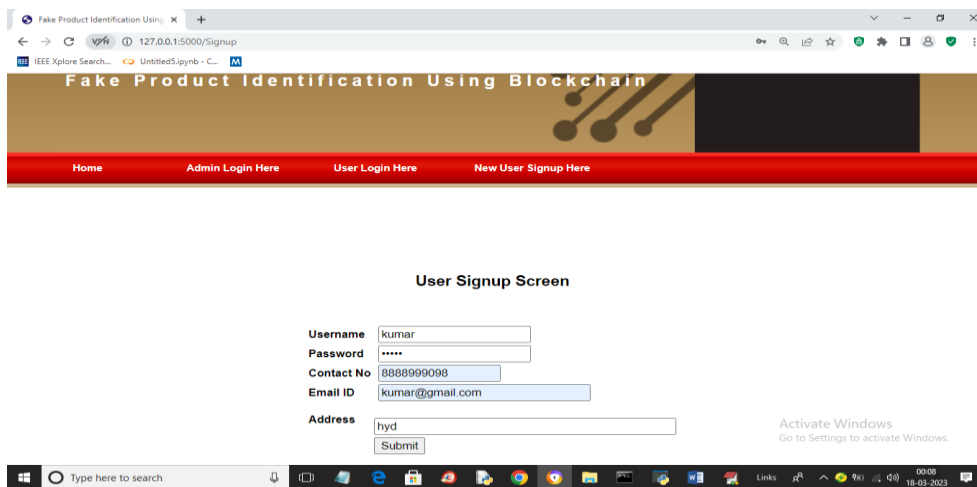 Fake Product Identification Using
127.0.0.1:5000/Signup
IEEE Xplore Search... Untitled5.ipynb - C... M
Fake Product Identification Using Blockchain
Home Admin Login Here User Login Here New User Signup Here
User Signup Screen
Username kumar
Password •••••
Contact No 8888999098
Email ID kumar@gmail.com
Address hyd
Submit
Activate Windows
Go to Settings to activate Windows.
Type here to search
Links
00:08
18-03-2023